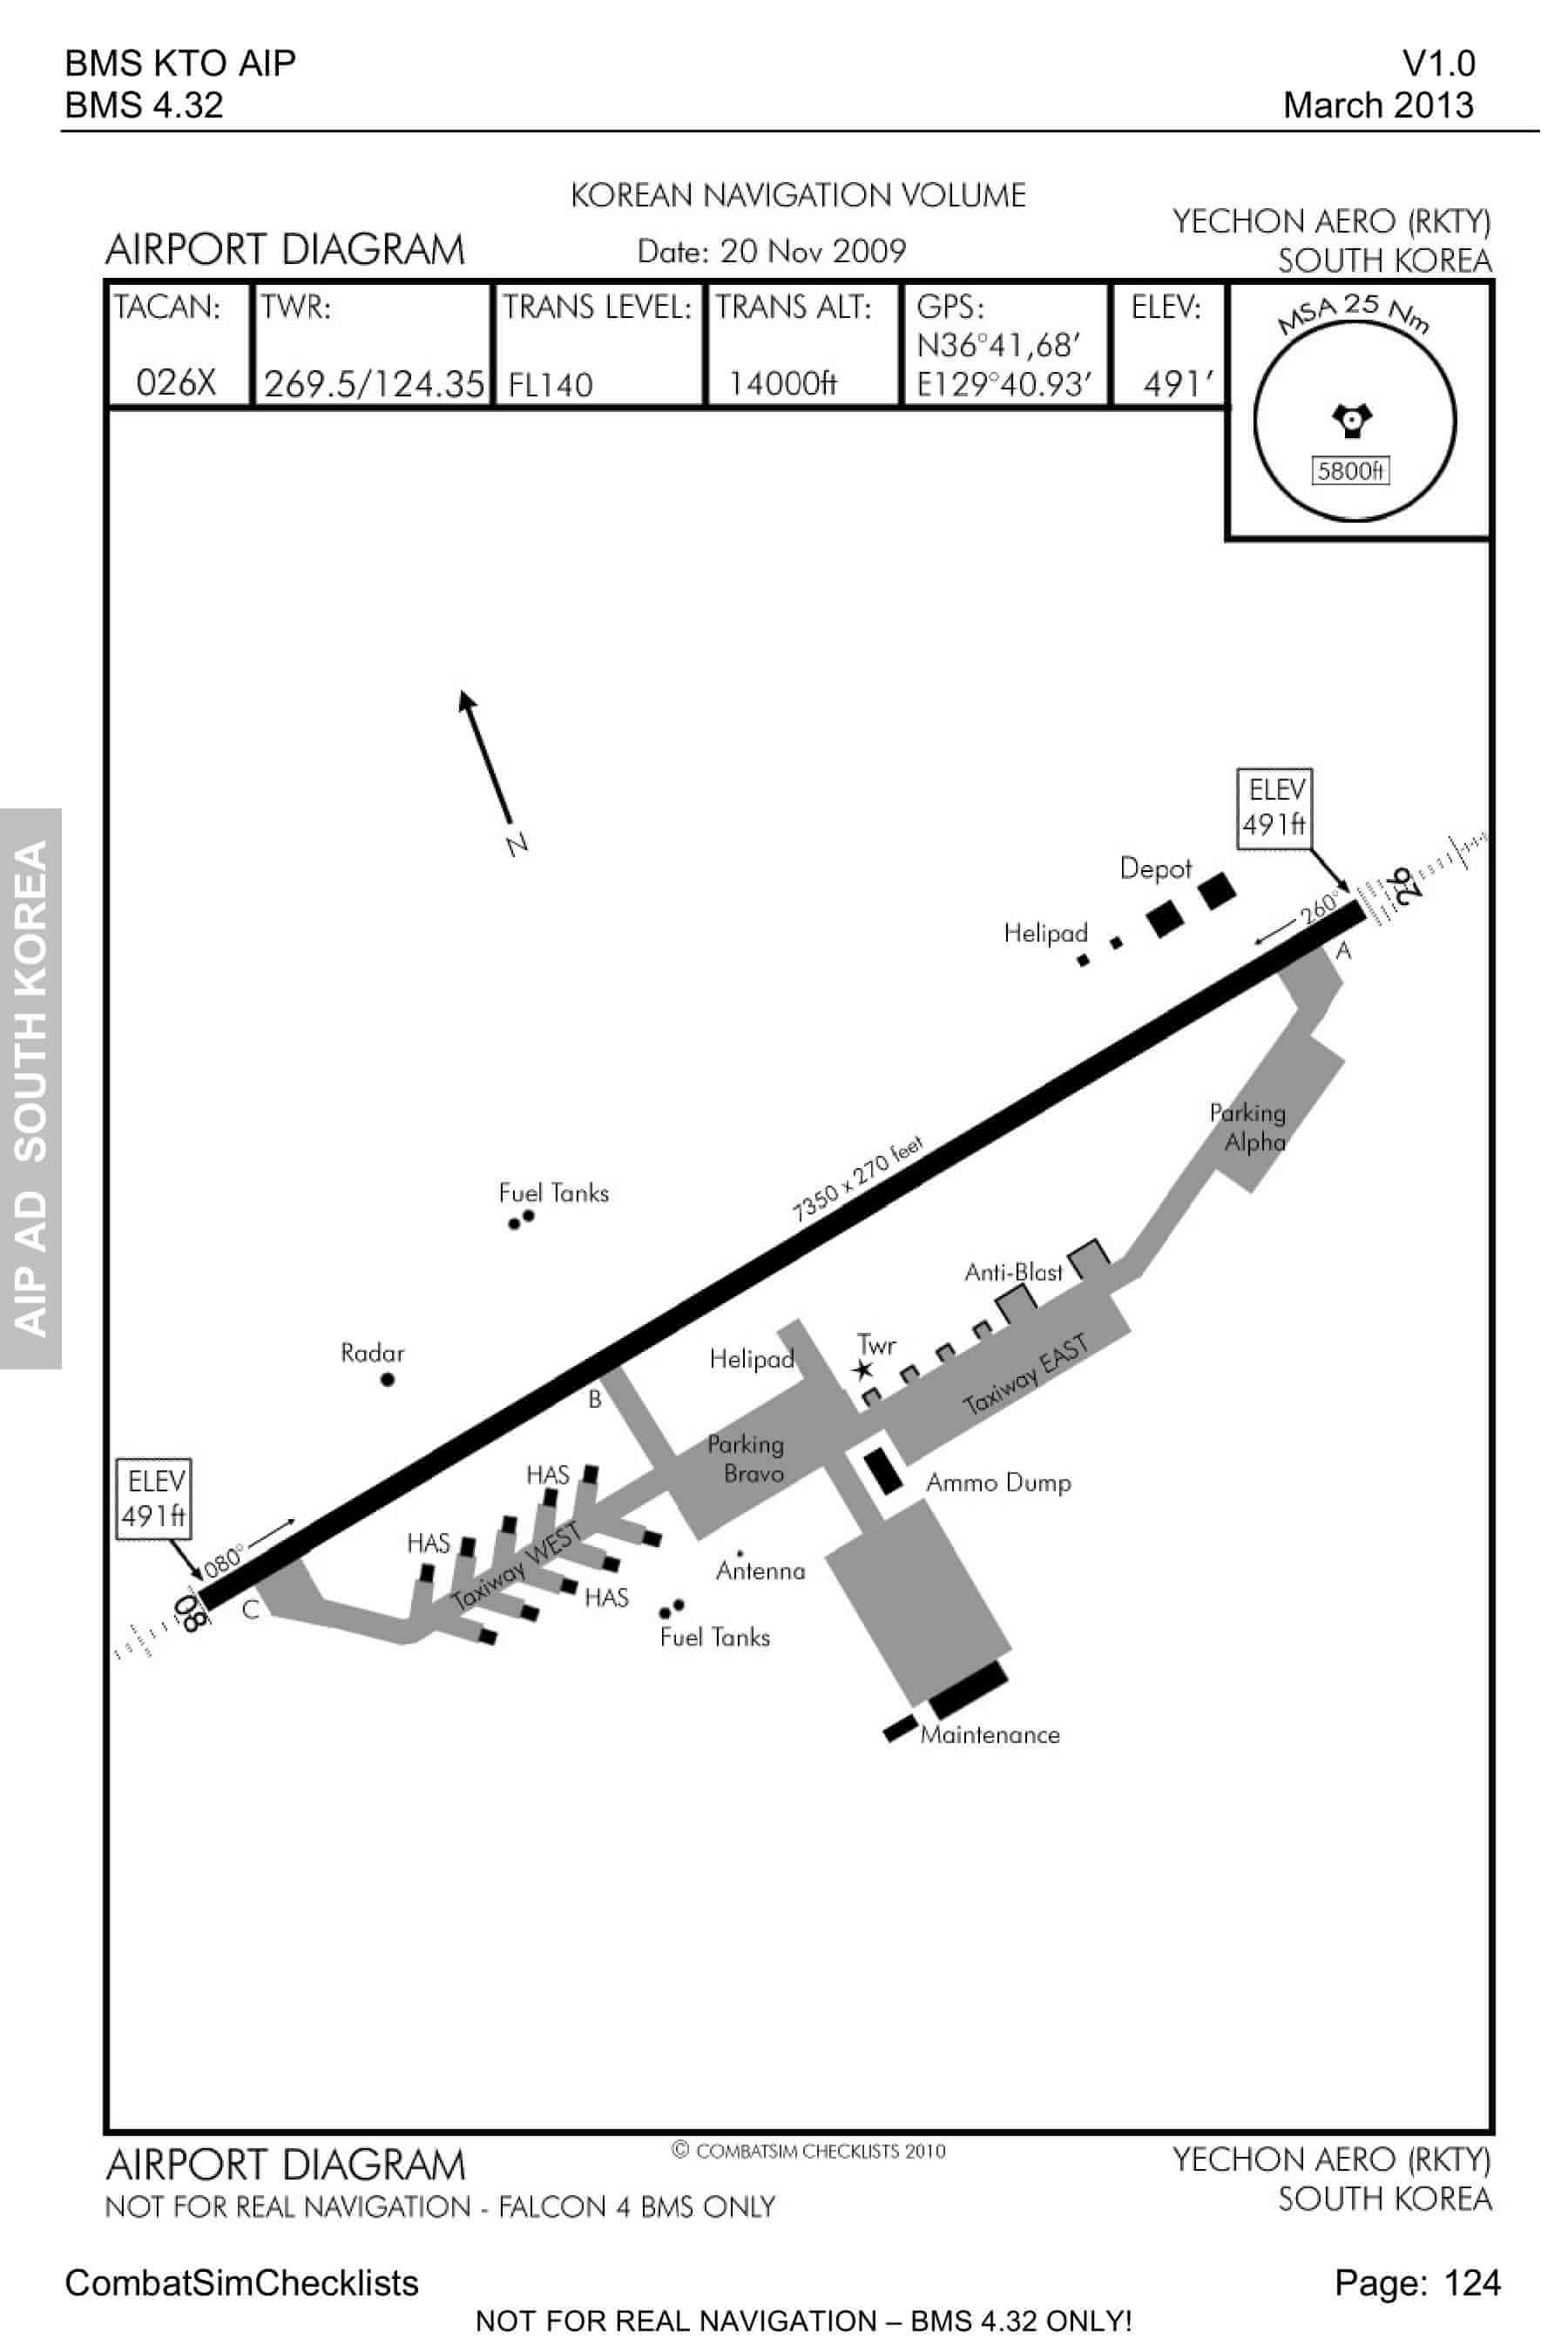 BMS KTO AIP
V1.0
BMS 4.32
March 2013
KOREAN NAVIGATION VOLUME
YECHON AERO (RKTY)
AIRPORT DIAGRAM
Date: 20 Nov 2009
SOUTH KOREA
TACAN:
026X
TWR:
269.5/124.35
TRANS LEVEL:
FL140
TRANS ALT:
14000ft
GPS:
N36°41,68′
E129°40.93′
ELEV:
491′
MSA 25 Nm
5800ft
N
AIP AD SOUTH KOREA
ELEV
491ft
Depot
26
260°
Helipad
A
Parking
Alpha
7350 x 270 feet
Fuel Tanks
Anti-Blast
Radar
Helipad
Twr
Taxiway EAST
B
Parking
Bravo
ELEV
491ft
HAS
Ammo Dump
HAS
080°
Taxiway WEST
Antenna
08
C
HAS
Fuel Tanks
Maintenance
AIRPORT DIAGRAM
© COMBATSIM CHECKLISTS 2010
YECHON AERO (RKTY)
NOT FOR REAL NAVIGATION - FALCON 4 BMS ONLY
SOUTH KOREA
CombatSimChecklists
Page: 124
NOT FOR REAL NAVIGATION – BMS 4.32 ONLY!